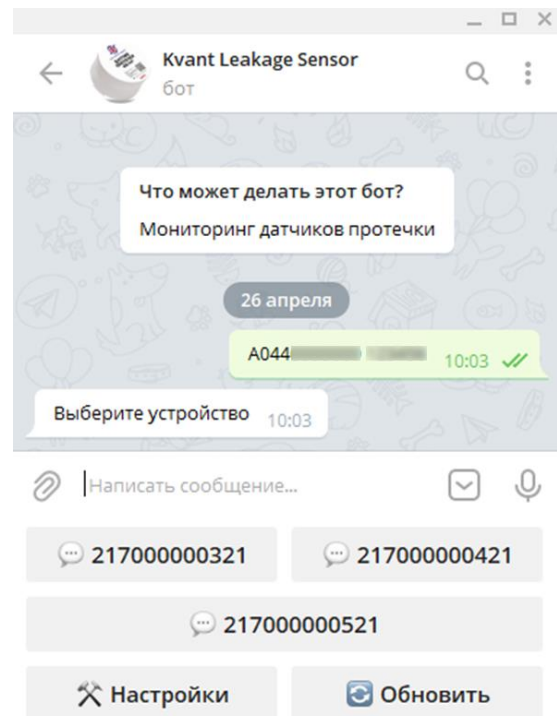 Kvant Leakage Sensor
бот
Что может делать этот бот?
Мониторинг датчиков протечки
26 апреля
A044
10:03
Выберите устройство 10:03
Написать сообщение...
217000000321
217000000421
217000000521
Настройки
Обновить